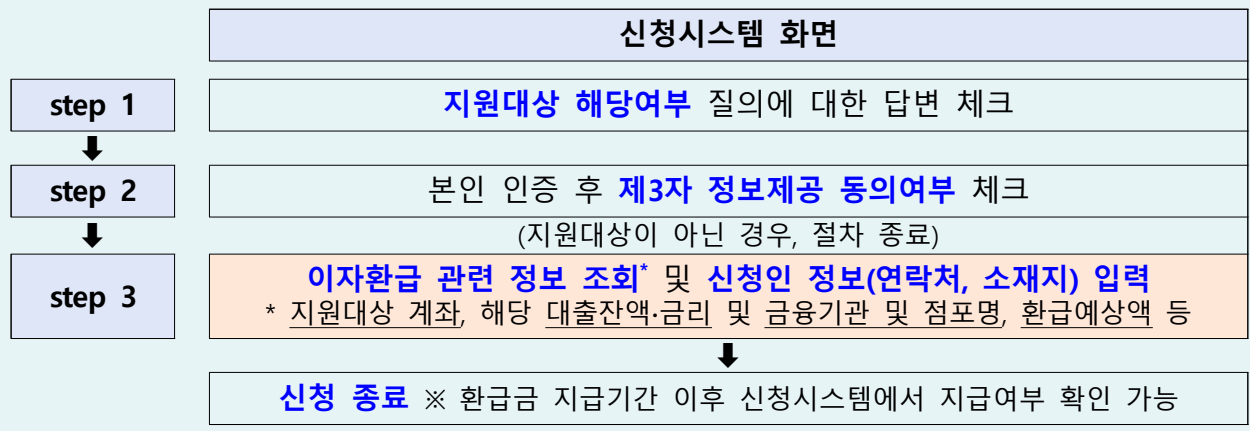 신청시스템 화면
step 1
지원대상 해당여부 질의에 대한 답변 체크
step 2
본인 인증 후 제3자 정보제공 동의여부 체크
(지원대상이 아닌 경우, 절차 종료)
step 3
이자환급 관련 정보 조회* 및 신청인 정보(연락처, 소재지) 입력
* 지원대상 계좌, 해당 대출잔액·금리 및 금융기관 및 점포명, 환급예상액 등
신청 종료 ※ 환급금 지급기간 이후 신청시스템에서 지급여부 확인 가능